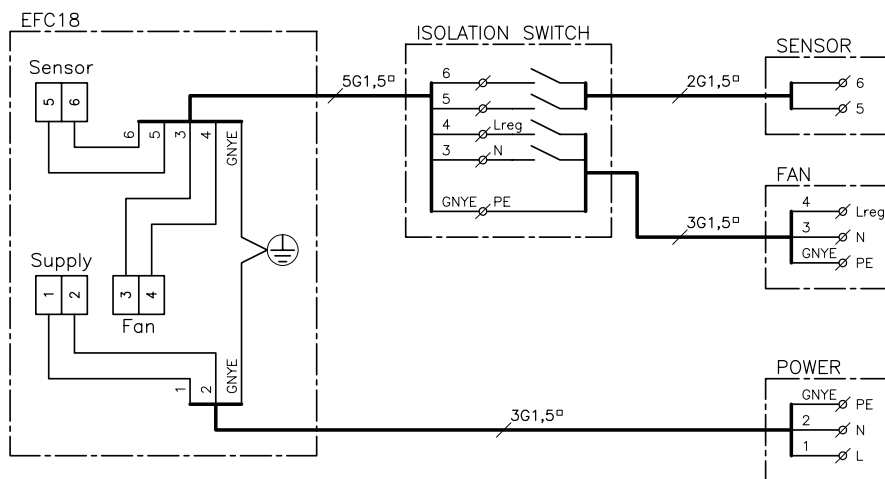 EFC18
ISOLATION SWITCH
SENSOR
Sensor
5 6
6 5 3 4 GNYE
5G1,5□
6
5
4 Lreg
3 N
GNYE PE
2G1,5□
6
5
FAN
4 Lreg
3 N
GNYE PE
3G1,5□
Supply
1 2
3 4
Fan
1 2 GNYE
3G1,5□
POWER
GNYE PE
2 N
1 L